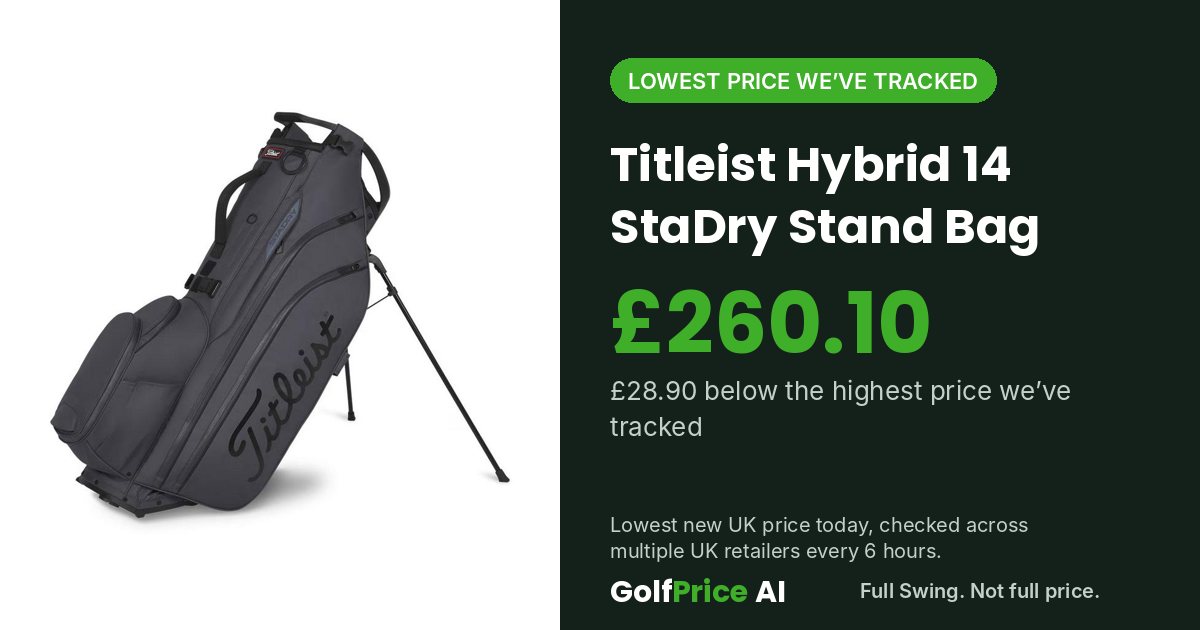 LOWEST PRICE WE’VE TRACKED
Titleist Hybrid 14
StaDry Stand Bag
£260.10
£28.90 below the highest price we’ve
tracked
Lowest new UK price today, checked across
multiple UK retailers every 6 hours.
GolfPrice AI
Full Swing. Not full price.
Titleist
STADRY
Titleist